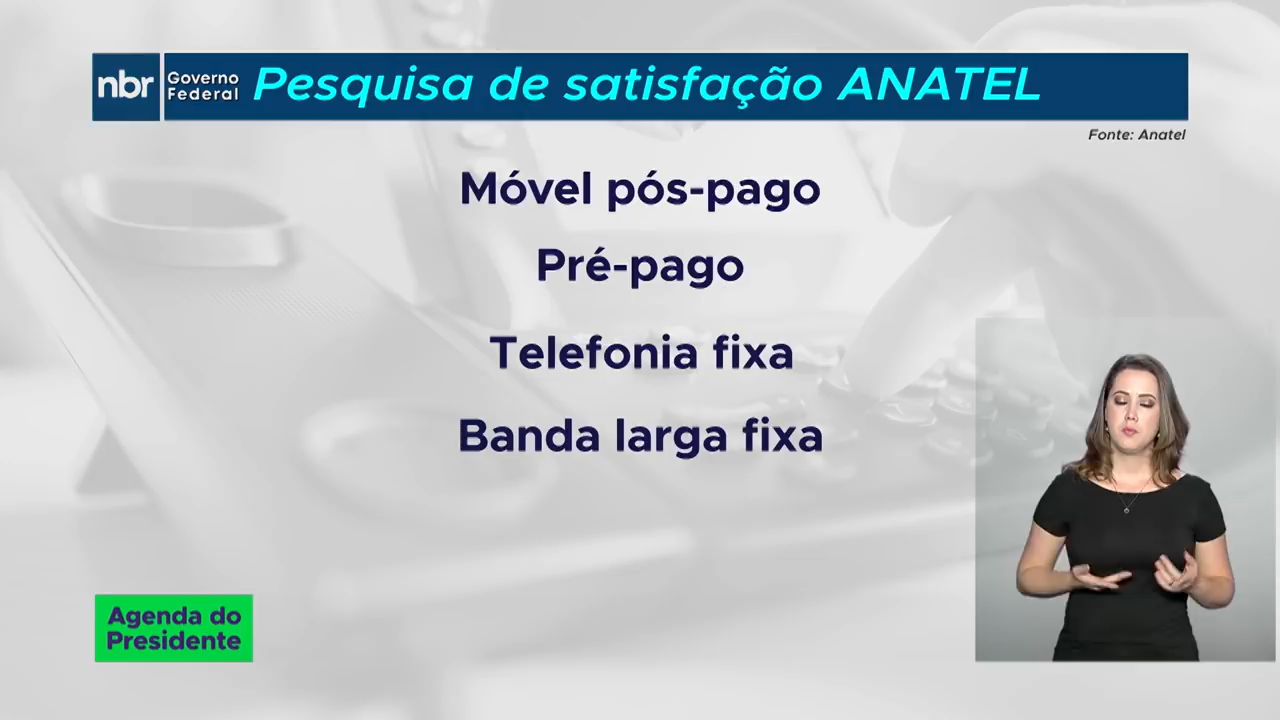 nbr
Governo
Federal
Pesquisa de satisfação ANATEL
Fonte: Anatel
Móvel pós-pago
Pré-pago
Telefonia fixa
Banda larga fixa
Agenda do
Presidente